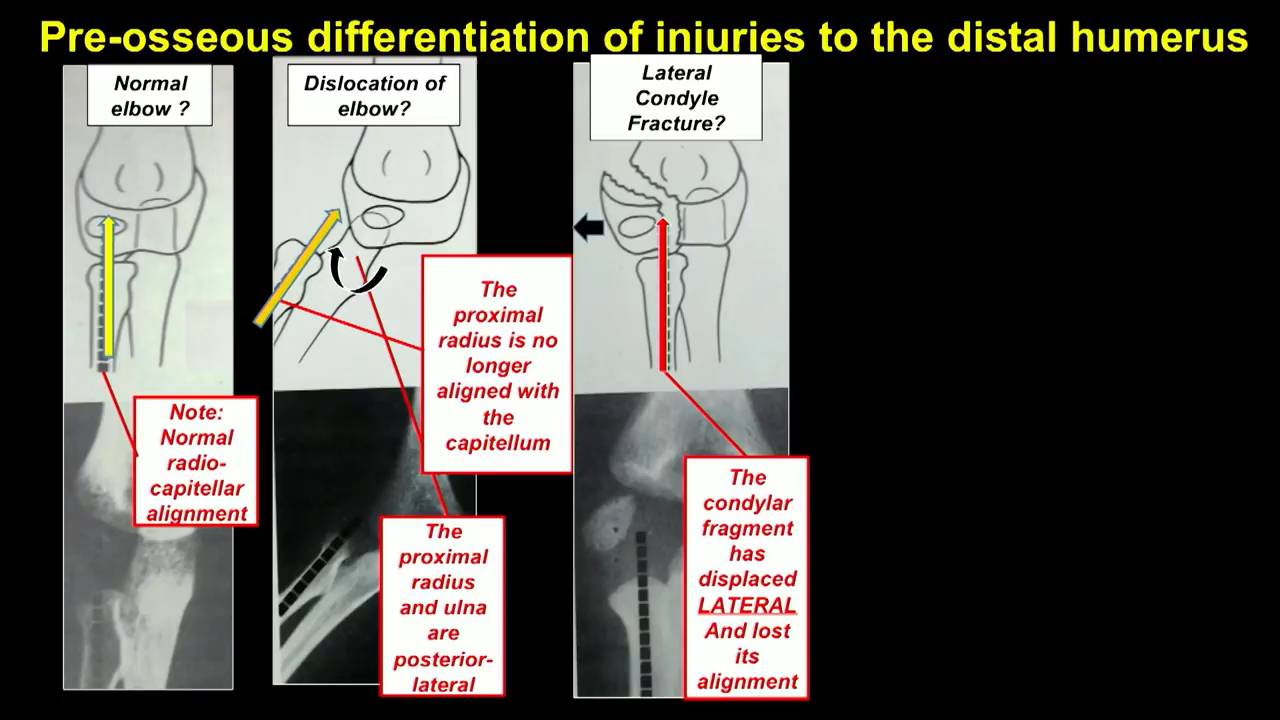 Pre-osseous differentiation of injuries to the distal humerus
Normal
elbow ?
Dislocation of
elbow?
Lateral
Condyle
Fracture?
Note:
Normal
radio-
capitellar
alignment
The
proximal
radius is no
longer
aligned with
the
capitellum
The
proximal
radius
and ulna
are
posterior-
lateral
The
condylar
fragment
has
displaced
LATERAL
And lost
its
alignment